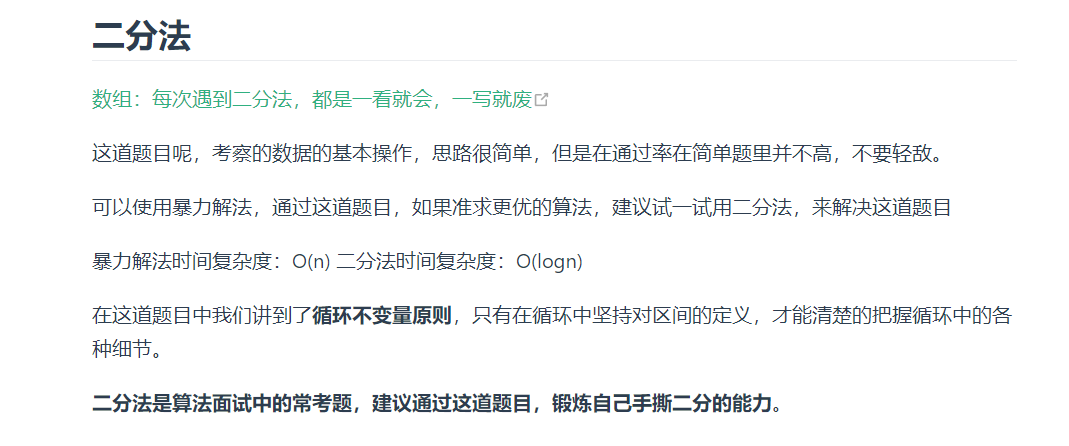 二分法
数组：每次遇到二分法，都是一看就会，一写就废
这道题目呢，考察的数据的基本操作，思路很简单，但是在通过率在简单题里并不高，不要轻敌。
可以使用暴力解法，通过这道题目，如果准求更优的算法，建议试一试用二分法，来解决这道题目
暴力解法时间复杂度：O(n) 二分法时间复杂度：O(logn)
在这道题目中我们讲到了循环不变量原则，只有在循环中坚持对区间的定义，才能清楚的把握循环中的各
种细节。
二分法是算法面试中的常考题，建议通过这道题目，锻炼自己手撕二分的能力。